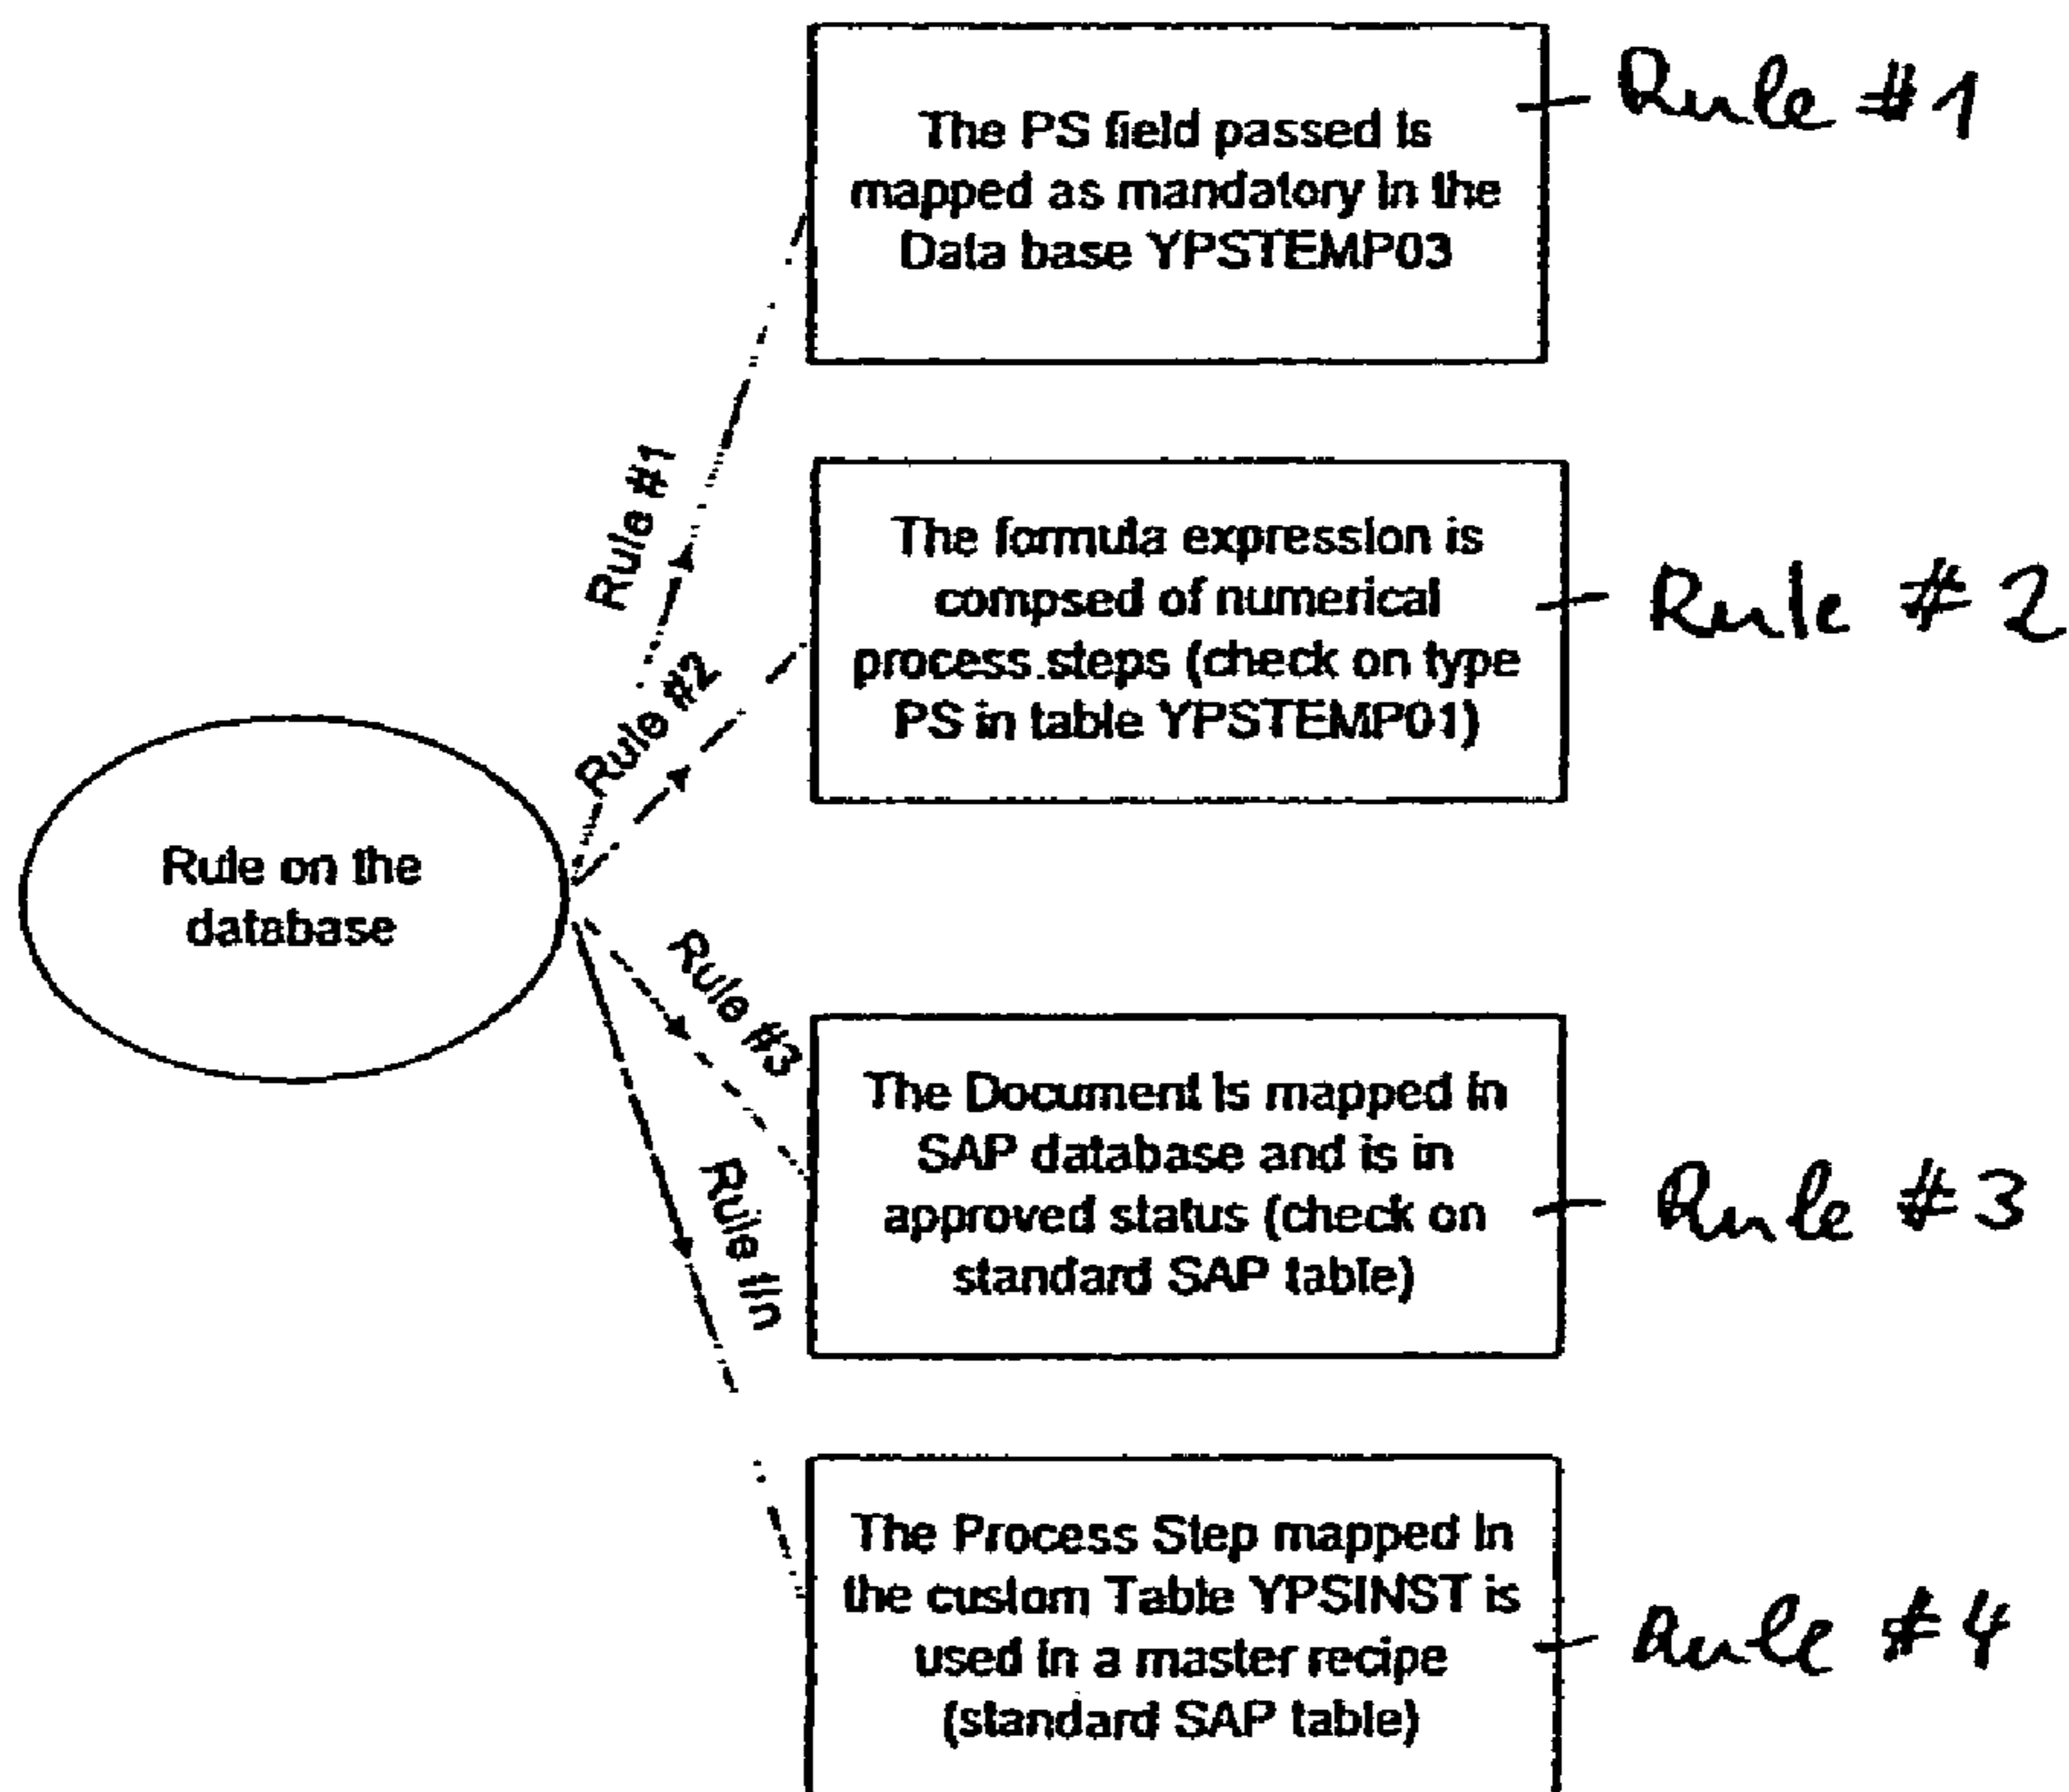 The PS field passed is
mapped as mandatory in the
Data base YPSTEMP03
Rule #1
Rule #1
The formula expression is
compsed of numerical
process.steps (check on type
PS in table YPSTEMP01)
Rule #2
Rule #2
Rule on the
database
Rule #3
The Document is mapped in
SAP database and is in
approved status (check on
standard SAP table)
Rule #3
Rule #n
The Process Step mapped in
the custom Table YPSINST is
used in a master recipe
(standard SAP table)
Rule #4